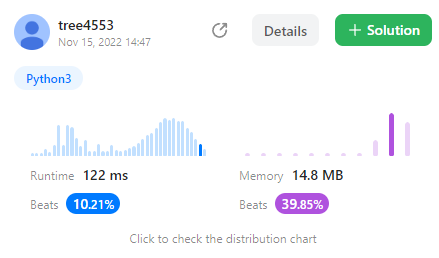 tree4553
Nov 15, 2022 14:47
Details
+ Solution
Python3
Runtime 122 ms
Memory 14.8 MB
Beats 10.21%
Beats 39.85%
Click to check the distribution chart